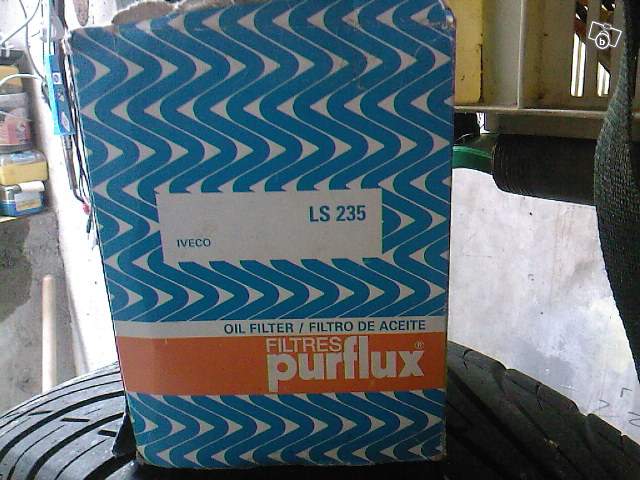 LS 235
IVECO
OIL FILTER / FILTRO DE ACEITE
FILTRES
purflux®